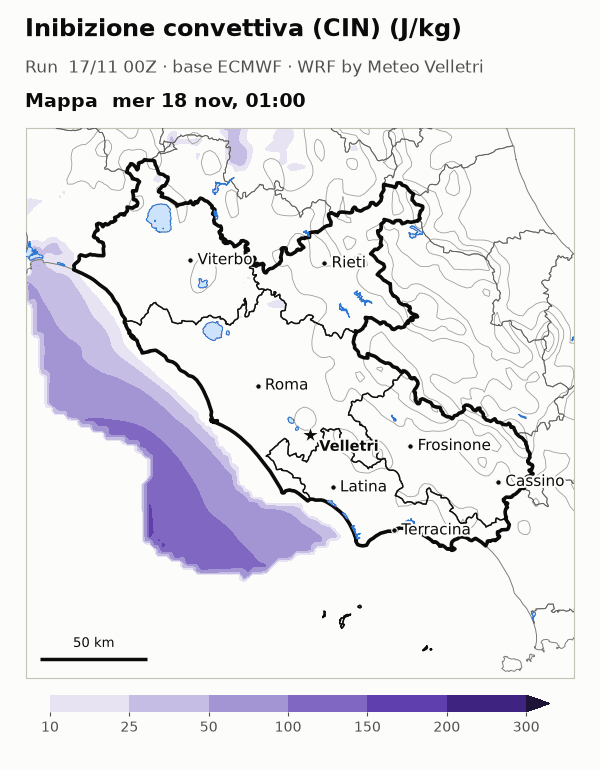 Inibizione convettiva (CIN) (J/kg)
Run 17/11 00Z · base ECMWF · WRF by Meteo Velletri
Mappa mer 18 nov, 01:00
Viterbo
Rieti
Roma
Velletri
Frosinone
Cassino
Latina
Terracina
50 km
10 25 50 100 150 200 300